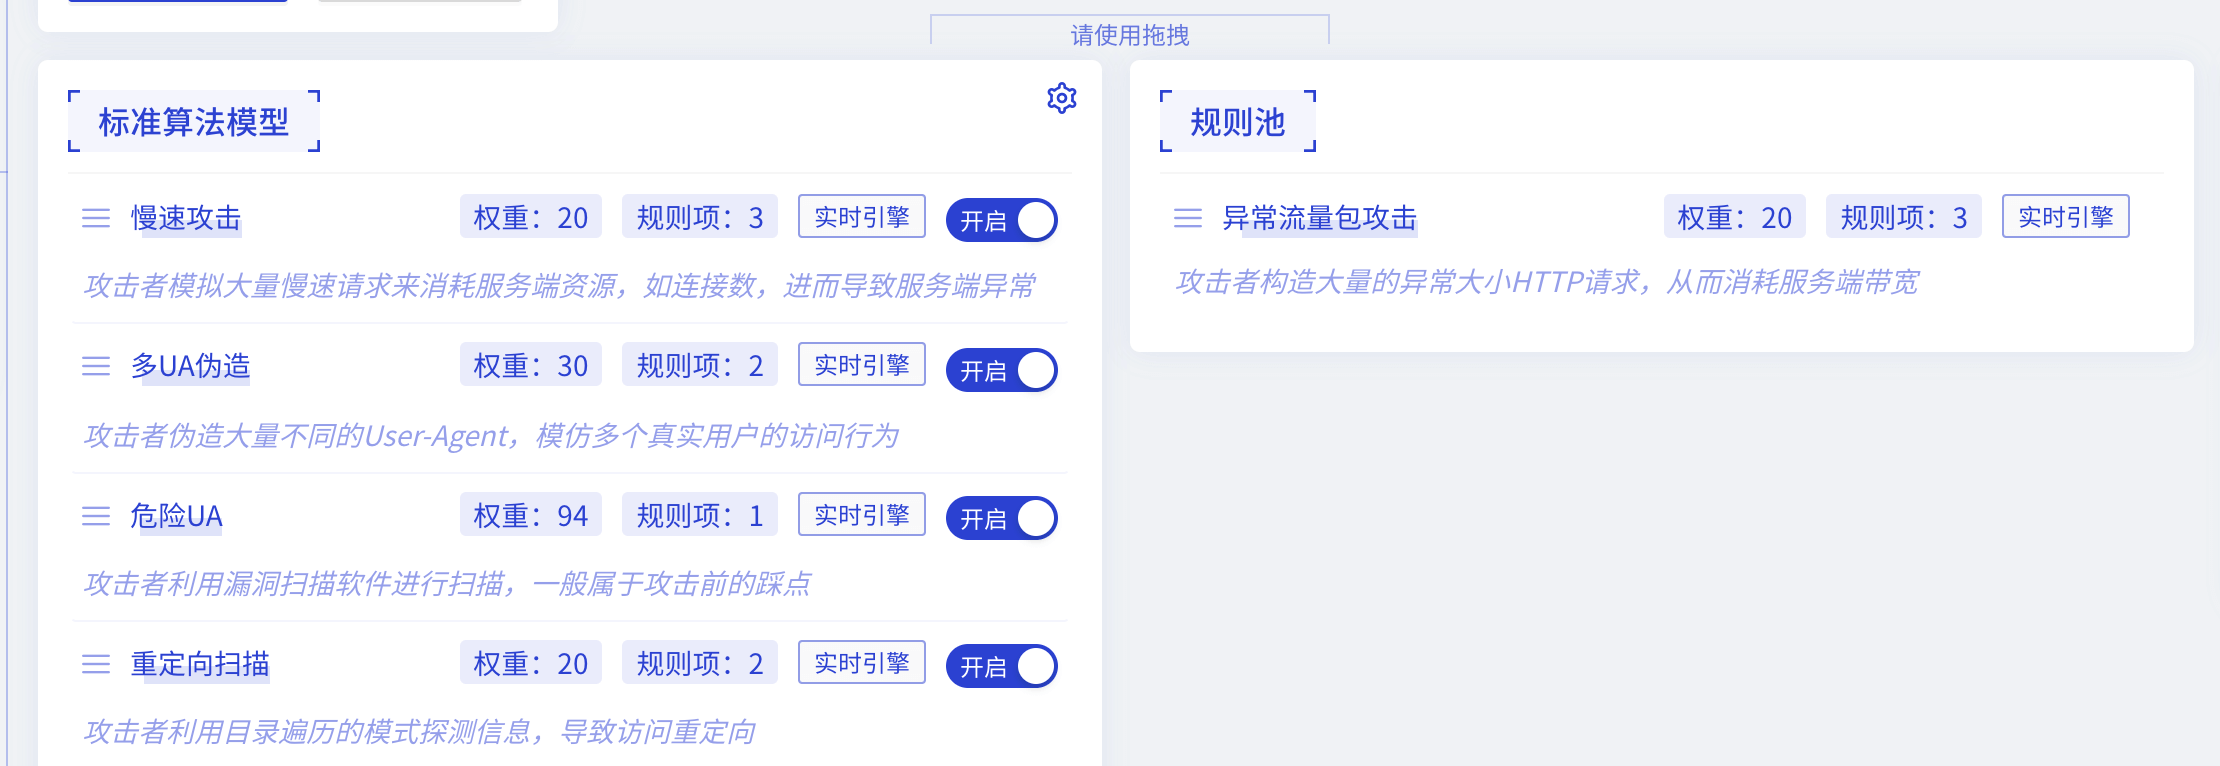 请使用拖拽
标准算法模型
慢速攻击 权重：20 规则项：3 实时引擎 开启
攻击者模拟大量慢速请求来消耗服务端资源，如连接数，进而导致服务端异常
多UA伪造 权重：30 规则项：2 实时引擎 开启
攻击者伪造大量不同的User-Agent，模仿多个真实用户的访问行为
危险UA 权重：94 规则项：1 实时引擎 开启
攻击者利用漏洞扫描软件进行扫描，一般属于攻击前的踩点
重定向扫描 权重：20 规则项：2 实时引擎 开启
攻击者利用目录遍历的模式探测信息，导致访问重定向
规则池
异常流量包攻击 权重：20 规则项：3 实时引擎
攻击者构造大量的异常大小HTTP请求，从而消耗服务端带宽